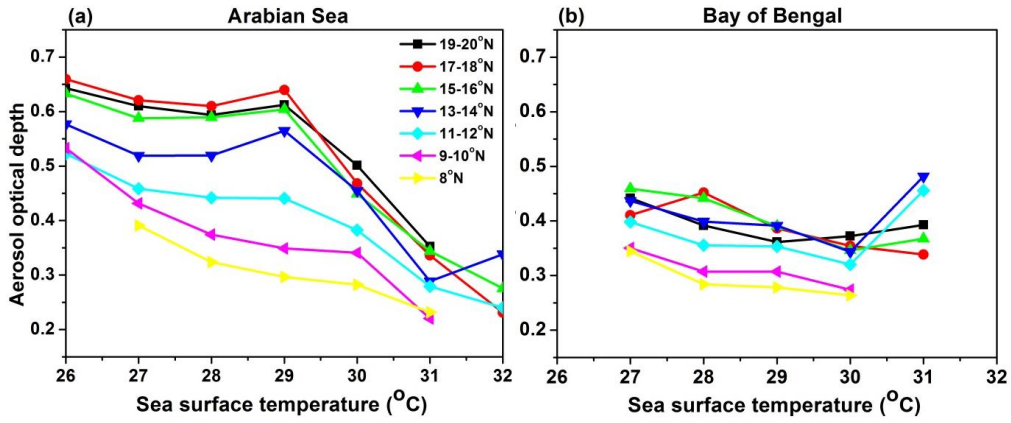 (a) Arabian Sea
(b) Bay of Bengal
Aerosol optical depth
0.7
0.6
0.5
0.4
0.3
0.2
19-20°N
17-18°N
15-16°N
13-14°N
11-12°N
9-10°N
8°N
26 27 28 29 30 31 32
Sea surface temperature (°C)
0.7
0.6
0.5
0.4
0.3
0.2
26 27 28 29 30 31 32
Sea surface temperature (°C)